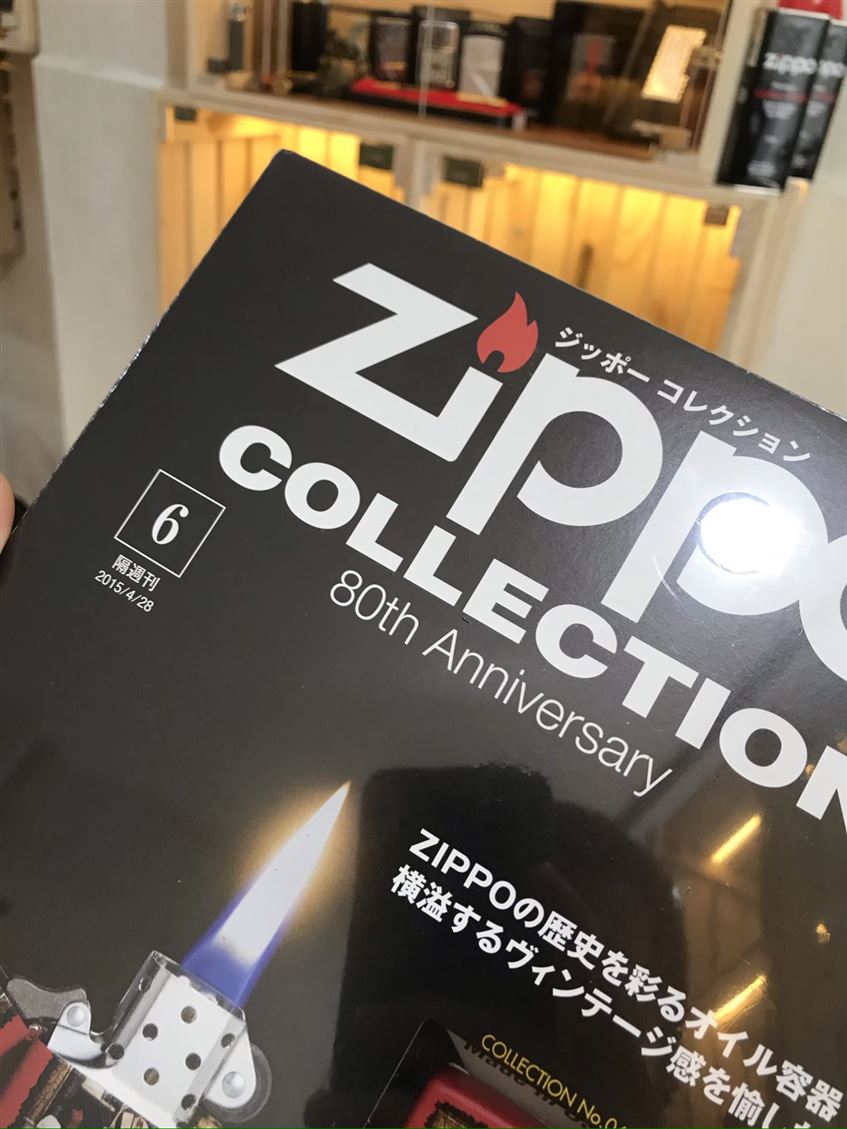 zippo
zippo
ジッポー コレクション
COLLECTION
80th Anniversary
6
隔週刊
2015/4/28
ZIPPOの歴史を彩るオイル容器
横溢するヴィンテージ感を愉し
COLLECTION No.